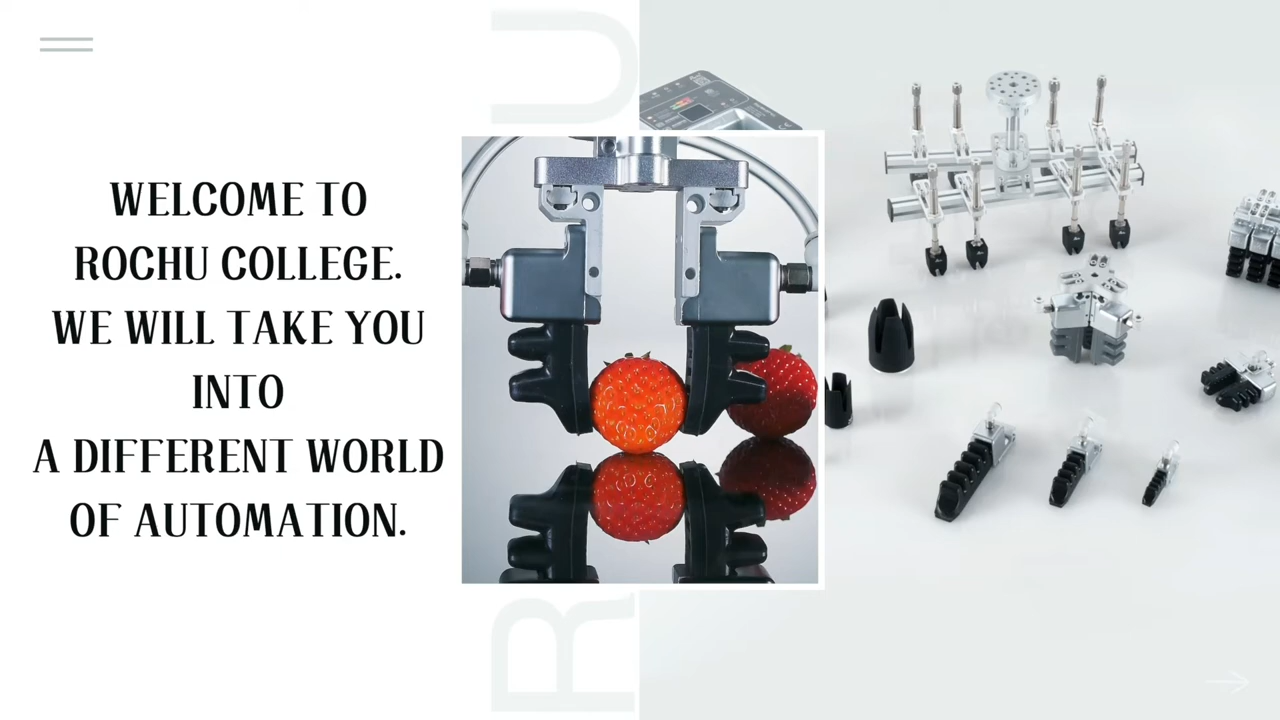 WELCOME TO
ROCHU COLLEGE.
WE WILL TAKE YOU
INTO
A DIFFERENT WORLD
OF AUTOMATION.
R
U